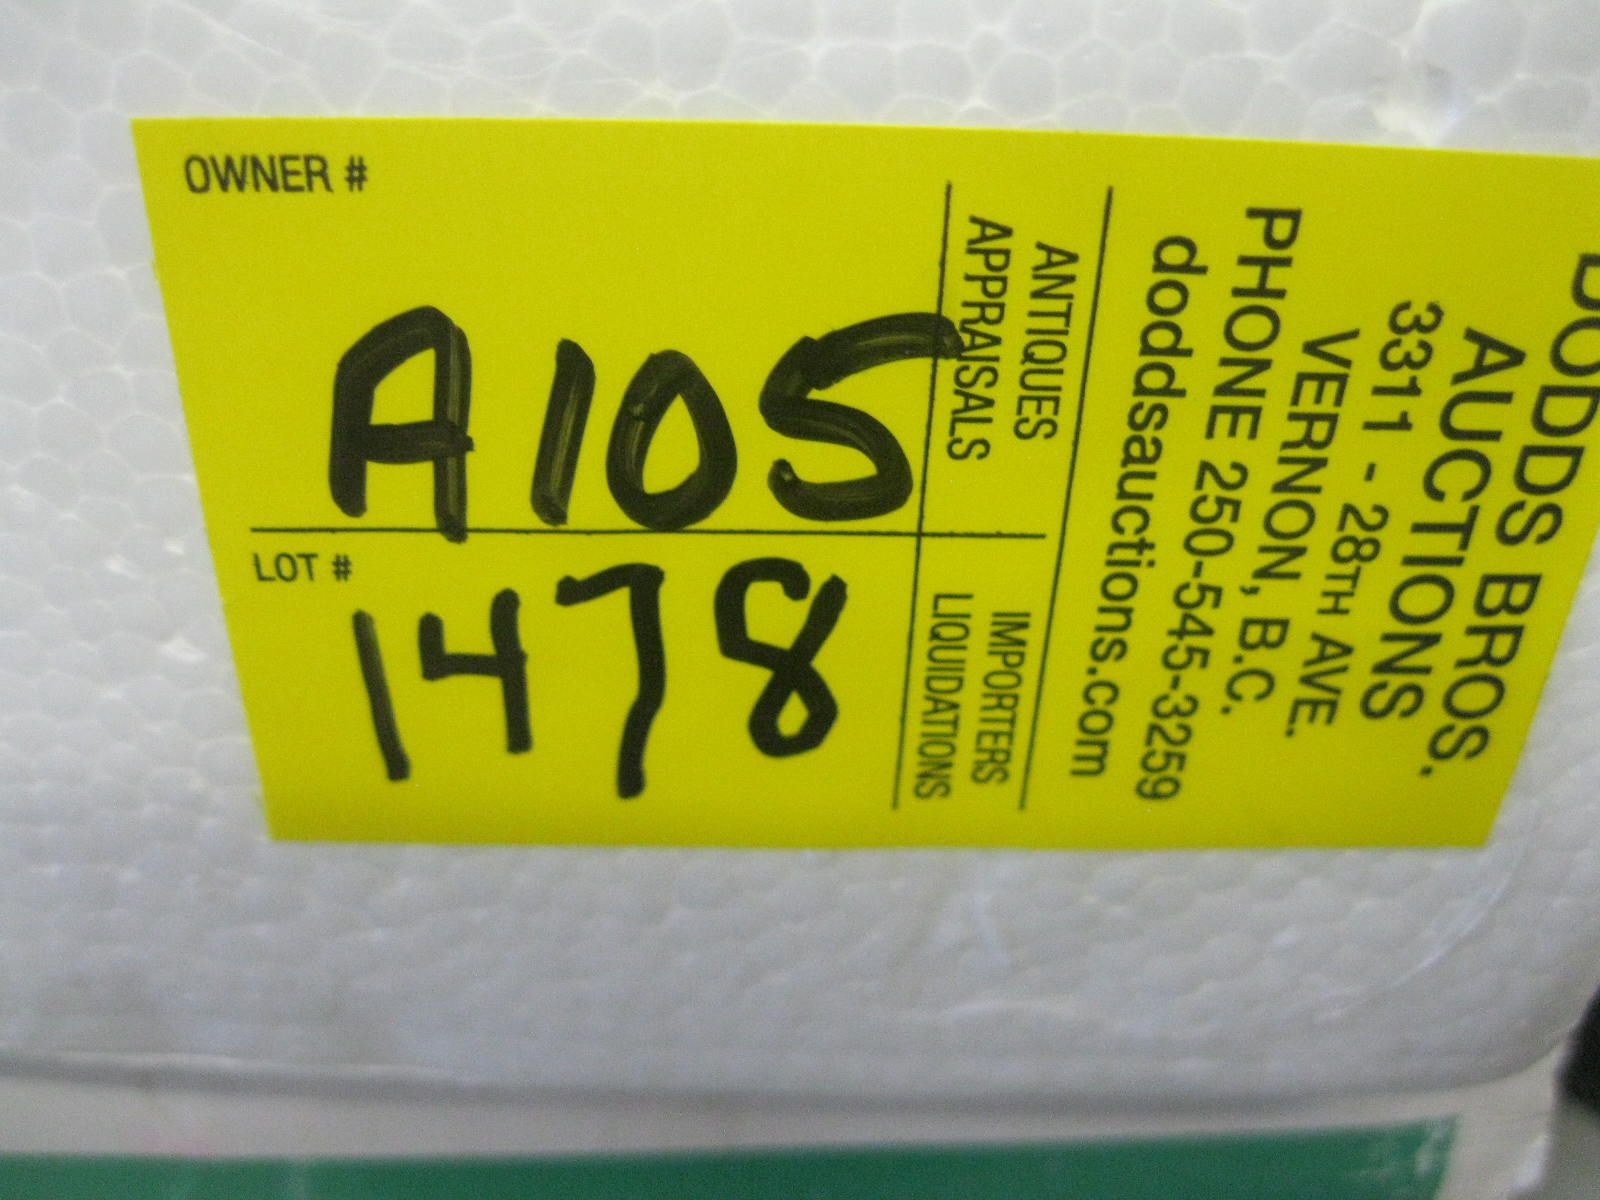 OWNER #
A105
LOT #
1478
DODDS BROS.
AUCTIONS
3311 - 28TH AVE.
VERNON, B.C.
PHONE 250-545-3259
doddsauctions.com
ANTIQUES
APPRAISALS
IMPORTERS
LIQUIDATIONS